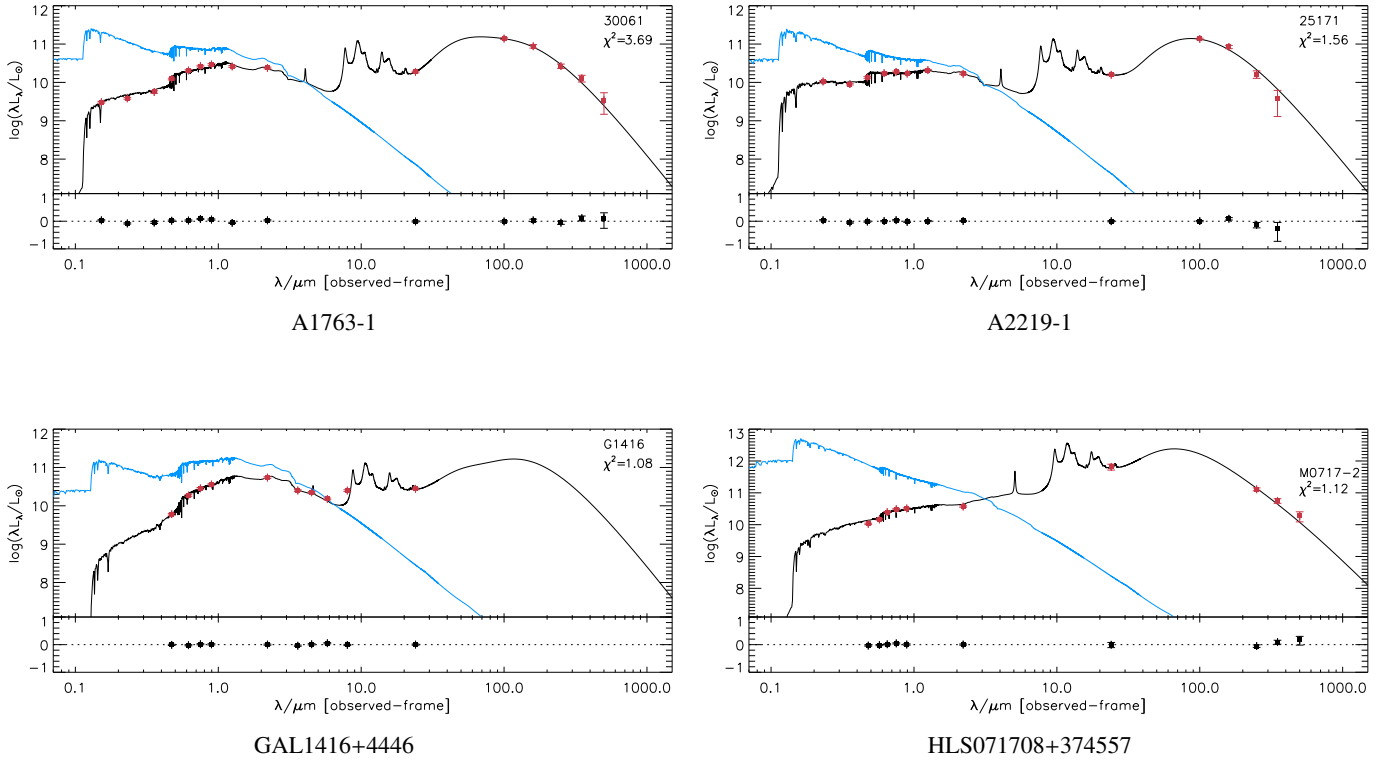 12
11
10
9
8
log(λL_λ/L_⊙)
30061
χ²=3.69
1
0
−1
0.1 1.0 10.0 100.0 1000.0
λ/μm [observed−frame]
A1763-1
12
11
10
9
8
log(λL_λ/L_⊙)
25171
χ²=1.56
1
0
−1
0.1 1.0 10.0 100.0 1000.0
λ/μm [observed−frame]
A2219-1
12
11
10
9
8
log(λL_λ/L_⊙)
G1416
χ²=1.08
1
0
−1
0.1 1.0 10.0 100.0 1000.0
λ/μm [observed−frame]
GAL1416+4446
13
12
11
10
9
8
log(λL_λ/L_⊙)
M0717−2
χ²=1.12
1
0
−1
0.1 1.0 10.0 100.0 1000.0
λ/μm [observed−frame]
HLS071708+374557